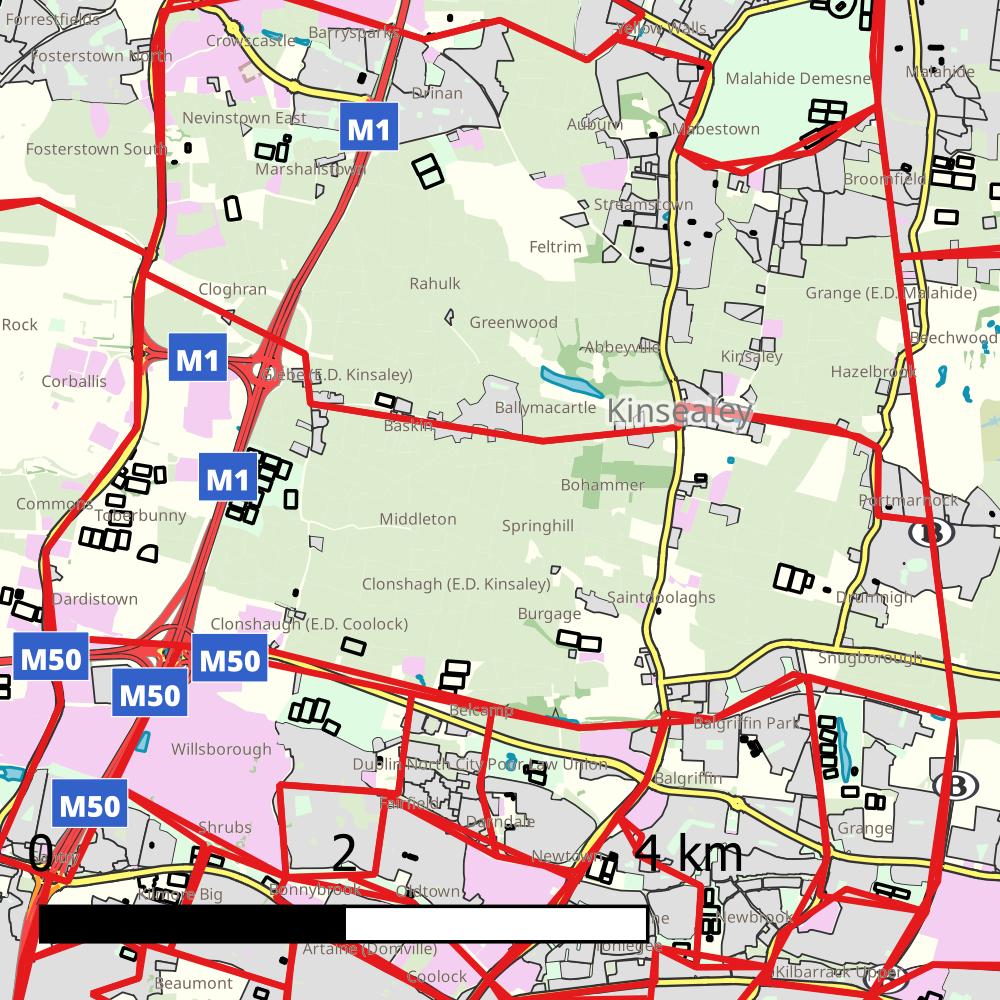 Forrestfields
Crowscastle
Barrysparks
Yellow Walls
Fosterstown North
Malahide Demesne
Malahide
Drinan
Nevinstown East
M1
Auburn
Mabestown
Fosterstown South
Marshallstown
Broomfield
Streamstown
Feltrim
Rahulk
Cloghran
Grange (E.D. Malahide)
Rock
Greenwood
Beechwood
Abbeyville
Kinsaley
M1
Corballis
Glebe (E.D. Kinsaley)
Hazelbrook
Ballymacartle
Kinsealey
Baskin
M1
Bohammer
Commons
Toberbunny
Middleton
Springhill
Portmarnock
B
Clonshagh (E.D. Kinsaley)
Dardistown
Burgage
Saintdoolaghs
Drumnigh
Clonshaugh (E.D. Coolock)
M50
M50
Snugborough
M50
Belcamp
Balgriffin Park
Willsborough
Dublin North City Poor Law Union
Balgriffin
B
M50
Fairfield
Darndale
Shrubs
Grange
0
2
4 km
Santry
Newtown
Kilmore Big
Bonnybrook
Oldtown
Newbrook
Artaine (Domville)
Tonlegee
Coolock
Kilbarrack Upper
Beaumont